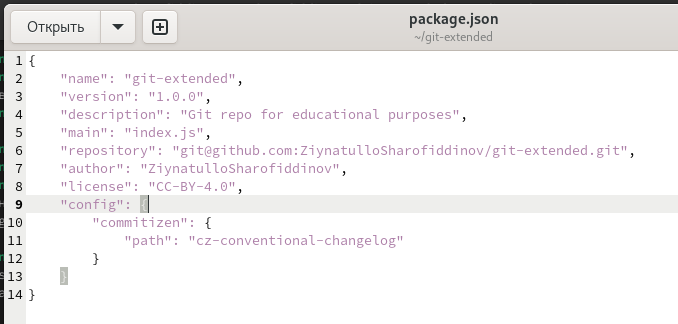 Открыть
package.json
~/git-extended
1 {
2 "name": "git-extended",
3 "version": "1.0.0",
4 "description": "Git repo for educational purposes",
5 "main": "index.js",
6 "repository": "git@github.com:ZiynatulloSharofiddinov/git-extended.git",
7 "author": "ZiynatulloSharofiddinov",
8 "license": "CC-BY-4.0",
9 "config": {
10 "commitizen": {
11 "path": "cz-conventional-changelog"
12 }
13 }
14 }